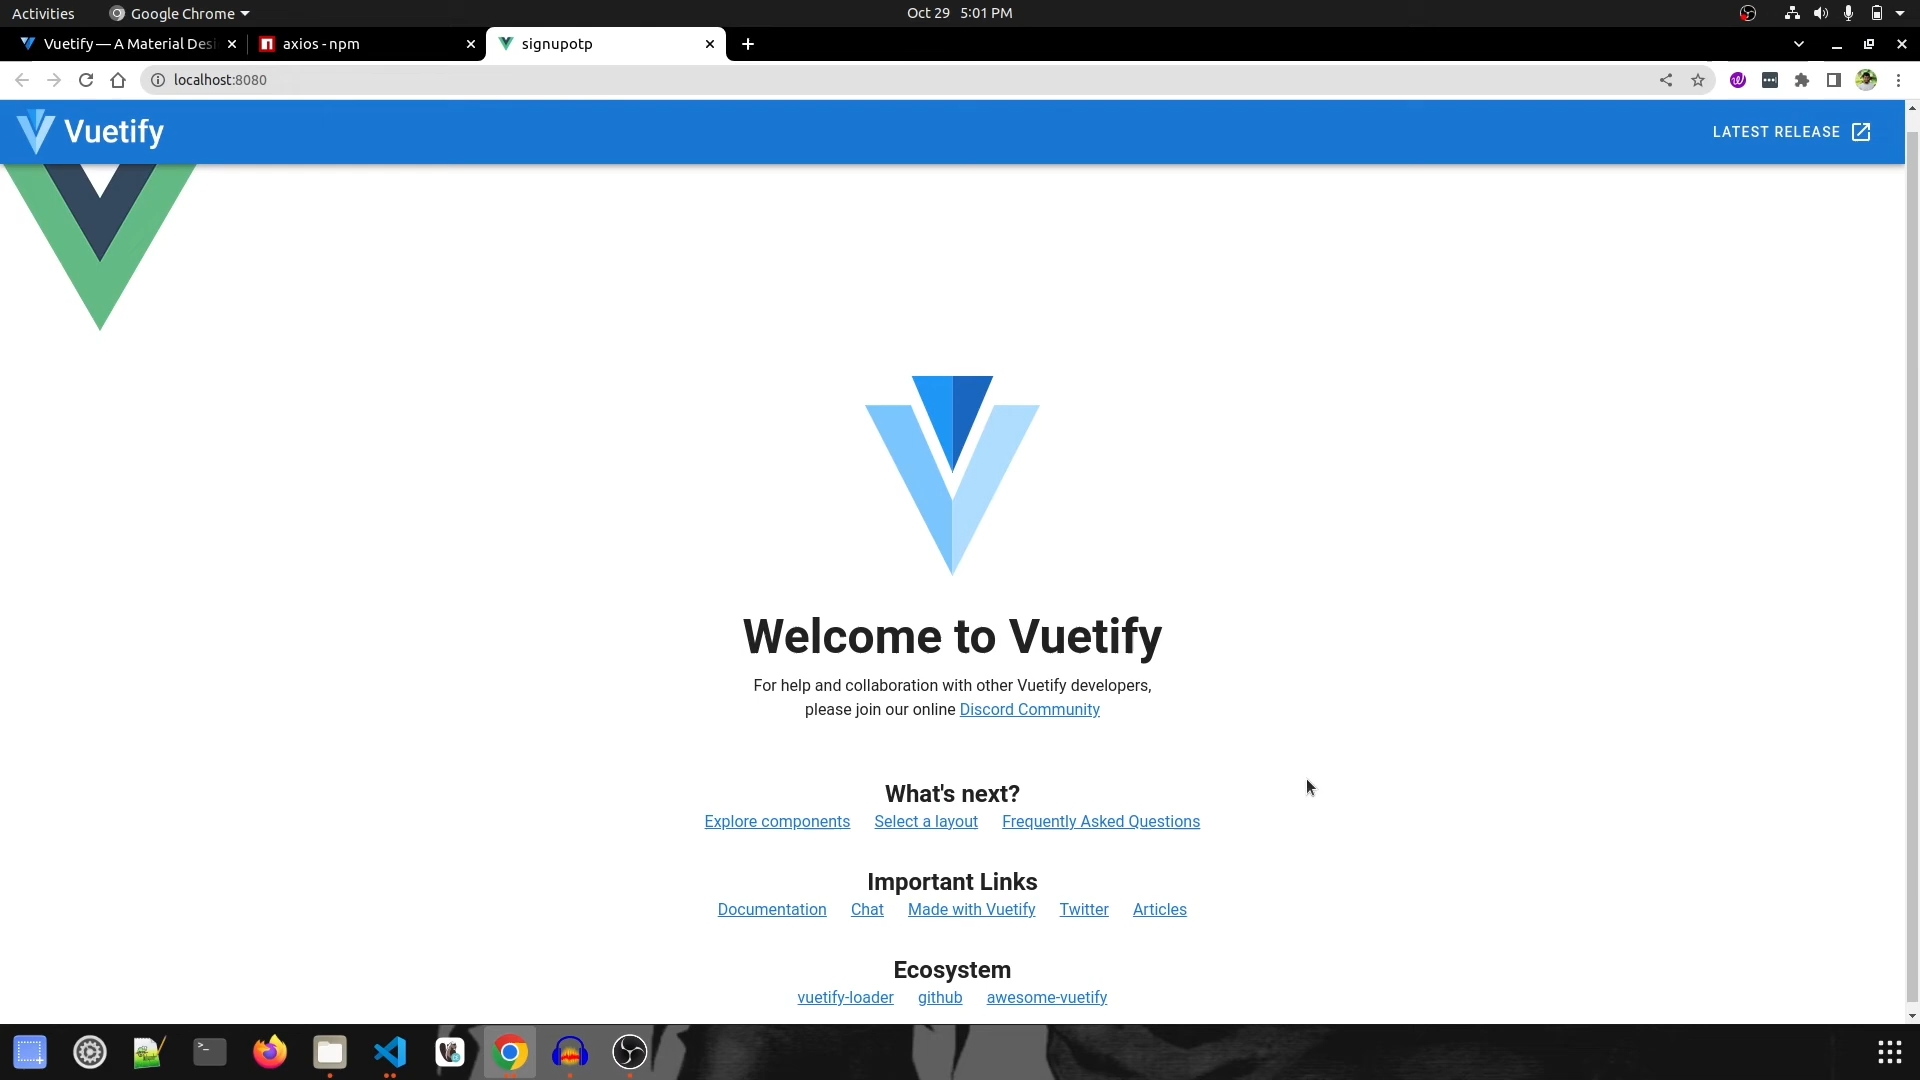 Activities Google Chrome Oct 29 5:01 PM
Vuetify — A Material Des axios - npm signupotp
localhost:8080
Vuetify LATEST RELEASE
Welcome to Vuetify
For help and collaboration with other Vuetify developers,
please join our online Discord Community
What's next?
Explore components Select a layout Frequently Asked Questions
Important Links
Documentation Chat Made with Vuetify Twitter Articles
Ecosystem
vuetify-loader github awesome-vuetify